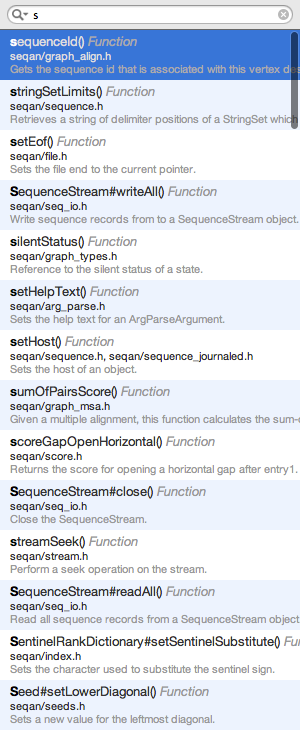 s
sequenceId() Function
seqan/graph_align.h
Gets the sequence id that is associated with this vertex des
stringSetLimits() Function
seqan/sequence.h
Retrieves a string of delimiter positions of a StringSet which
setEof() Function
seqan/file.h
Sets the file end to the current pointer.
SequenceStream#writeAll() Function
seqan/seq_io.h
Write sequence records from to a SequenceStream object.
silentStatus() Function
seqan/graph_types.h
Reference to the silent status of a state.
setHelpText() Function
seqan/arg_parse.h
Sets the help text for an ArgParseArgument.
setHost() Function
seqan/sequence.h, seqan/sequence_journaled.h
Sets the host of an object.
sumOfPairsScore() Function
seqan/graph_msa.h
Given a multiple alignment, this function calculates the sum-o
scoreGapOpenHorizontal() Function
seqan/score.h
Returns the score for opening a horizontal gap after entry1.
SequenceStream#close() Function
seqan/seq_io.h
Close the SequenceStream.
streamSeek() Function
seqan/stream.h
Perform a seek operation on the stream.
SequenceStream#readAll() Function
seqan/seq_io.h
Read all sequence records from a SequenceStream object
SentinelRankDictionary#setSentinelSubstitute() Fu
seqan/index.h
Sets the character used to substitute the sentinel sign.
Seed#setLowerDiagonal() Function
seqan/seeds.h
Sets a new value for the leftmost diagonal.